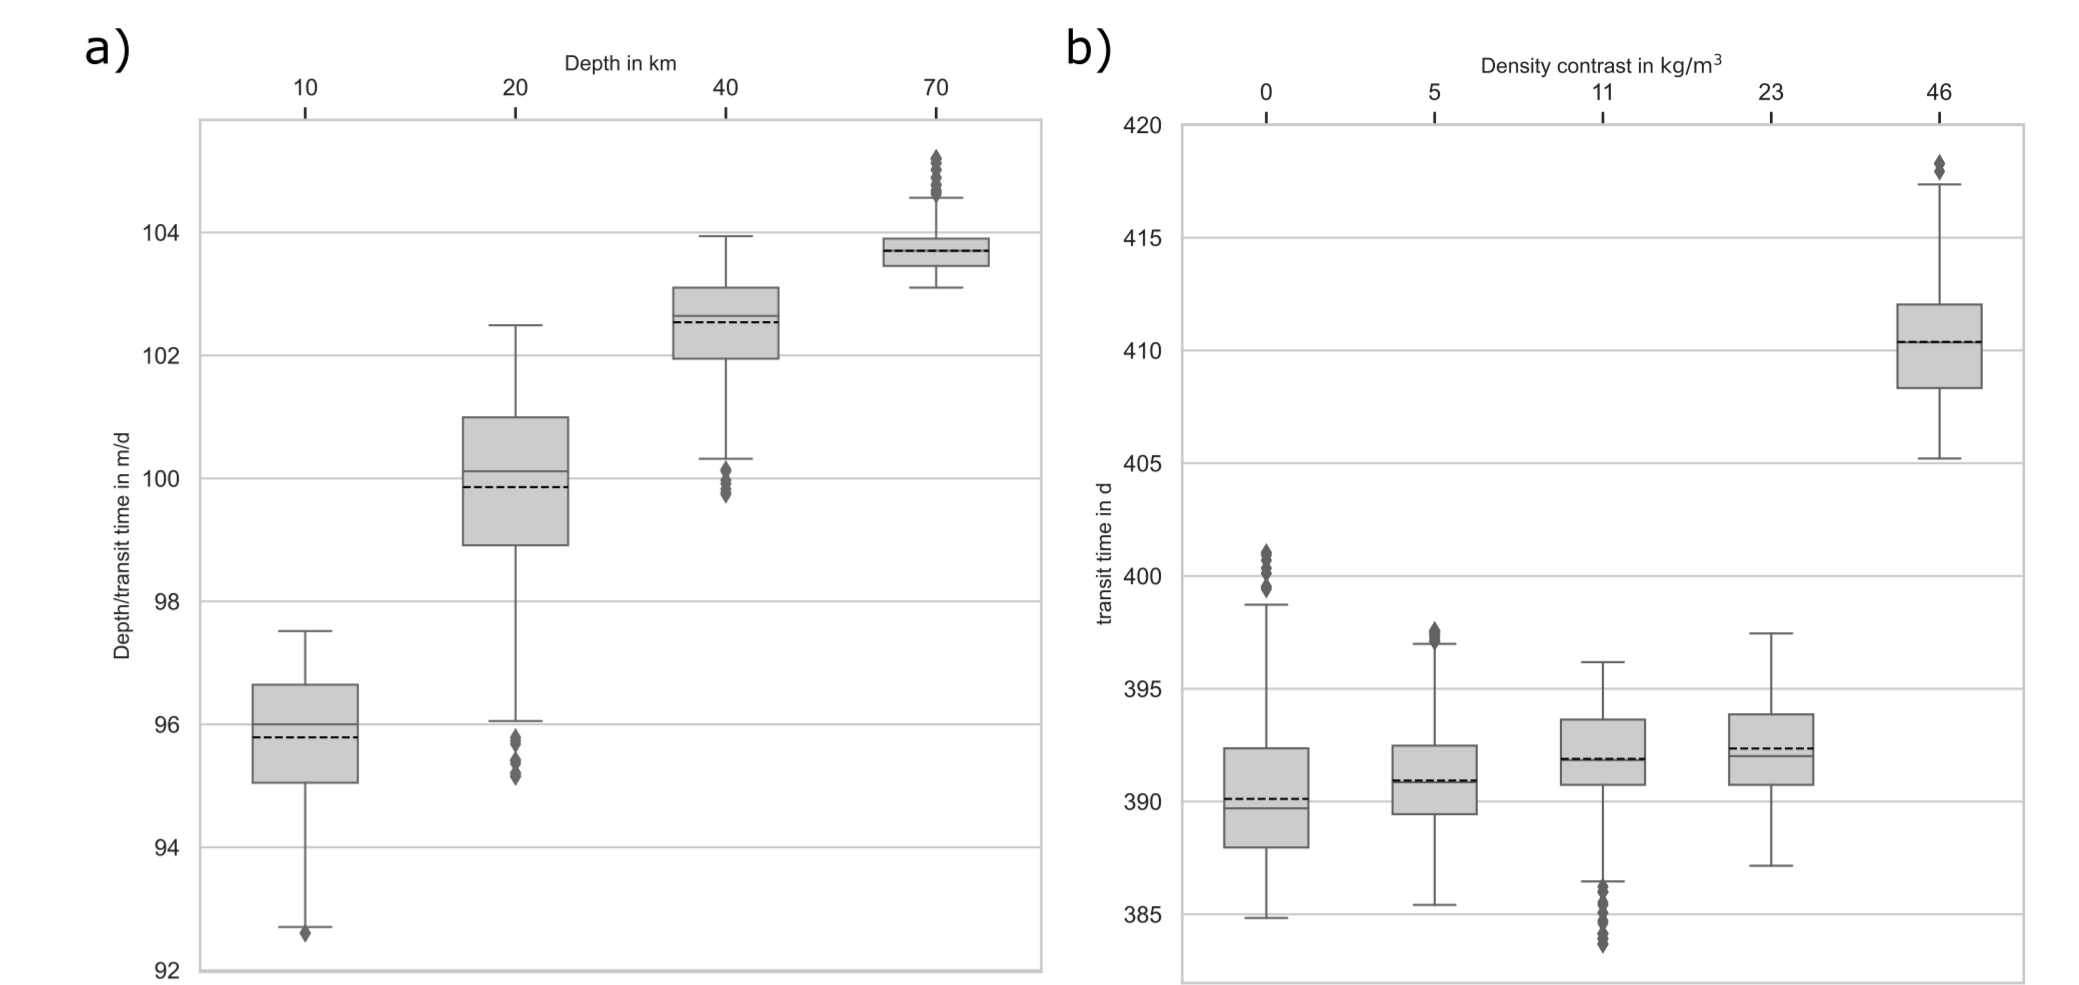 a)
Depth in km
10 20 40 70
Depth/transit time in m/d
104
102
100
98
96
94
92
b)
Density contrast in kg/m³
0 5 11 23 46
transit time in d
420
415
410
405
400
395
390
385